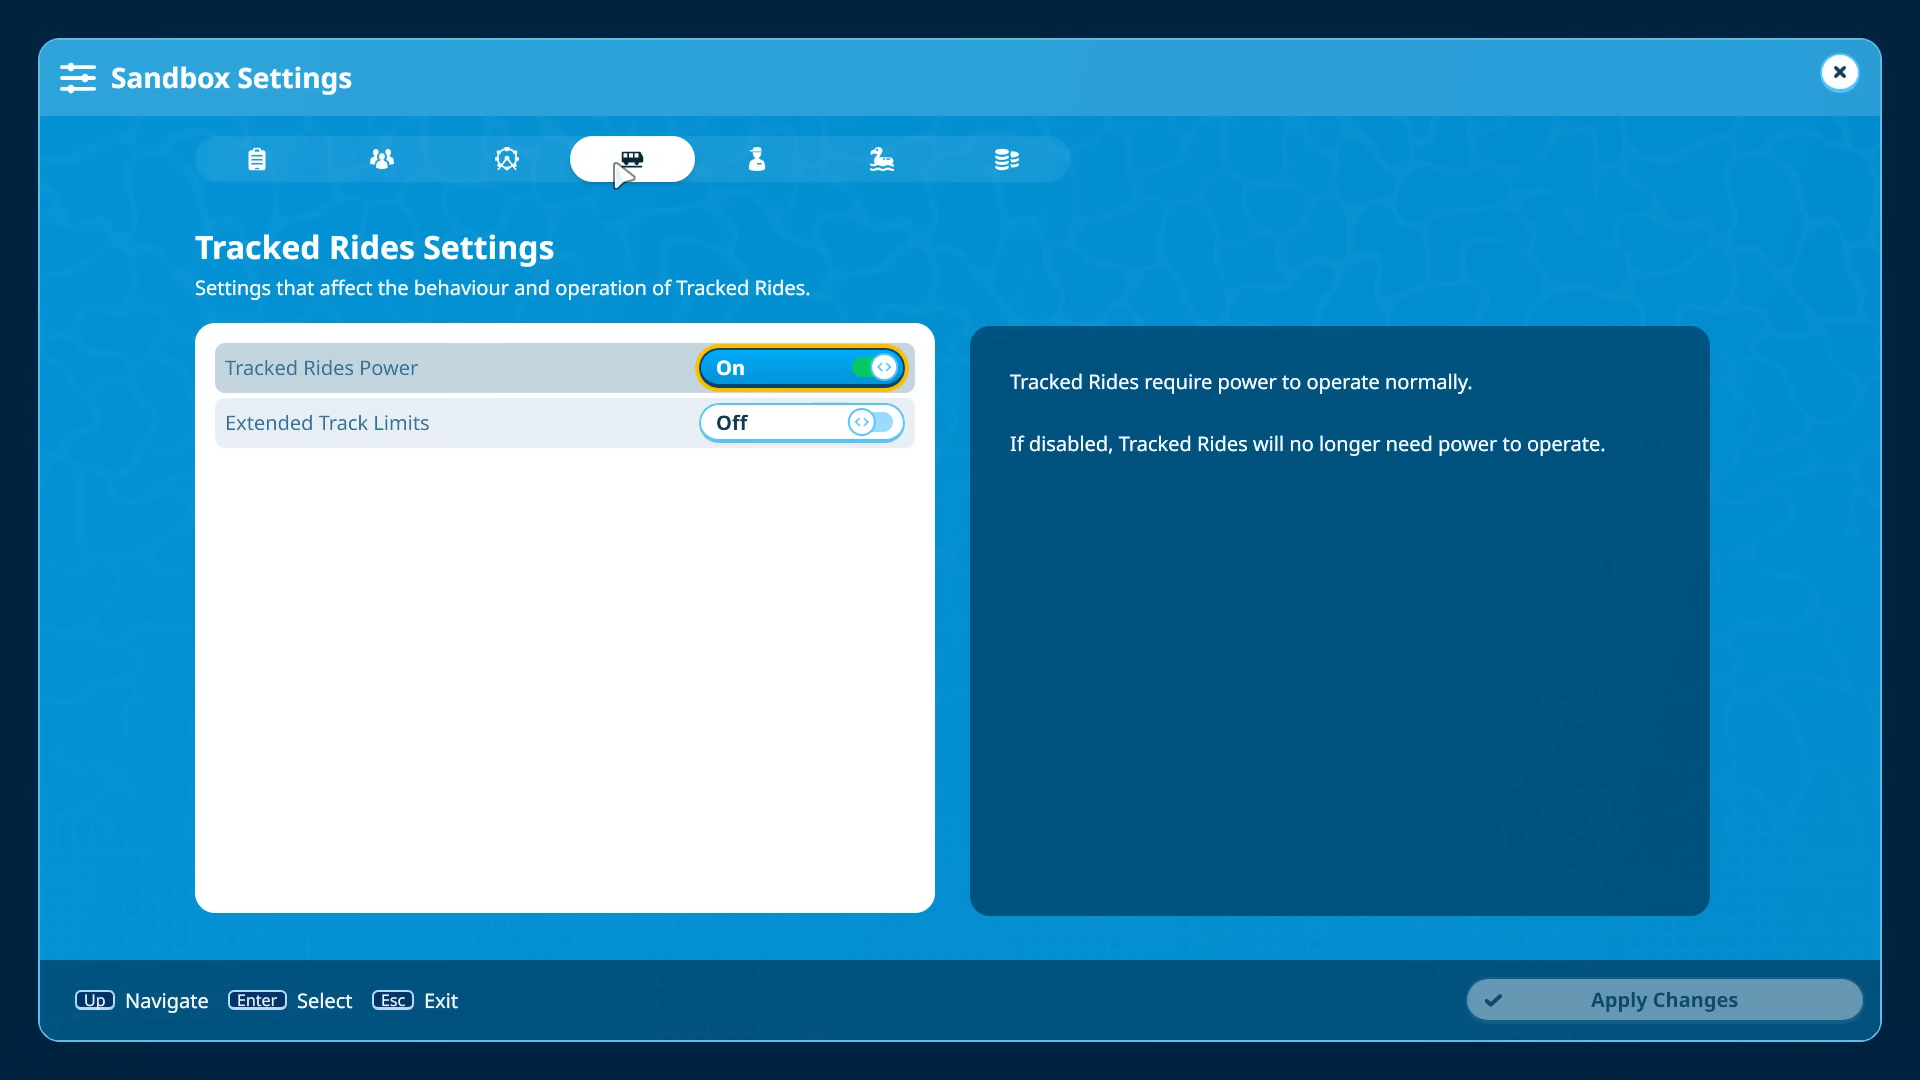 Sandbox Settings
Tracked Rides Settings
Settings that affect the behaviour and operation of Tracked Rides.
Tracked Rides Power
On
Extended Track Limits
Off
Tracked Rides require power to operate normally.
If disabled, Tracked Rides will no longer need power to operate.
Up Navigate Enter Select Esc Exit
Apply Changes